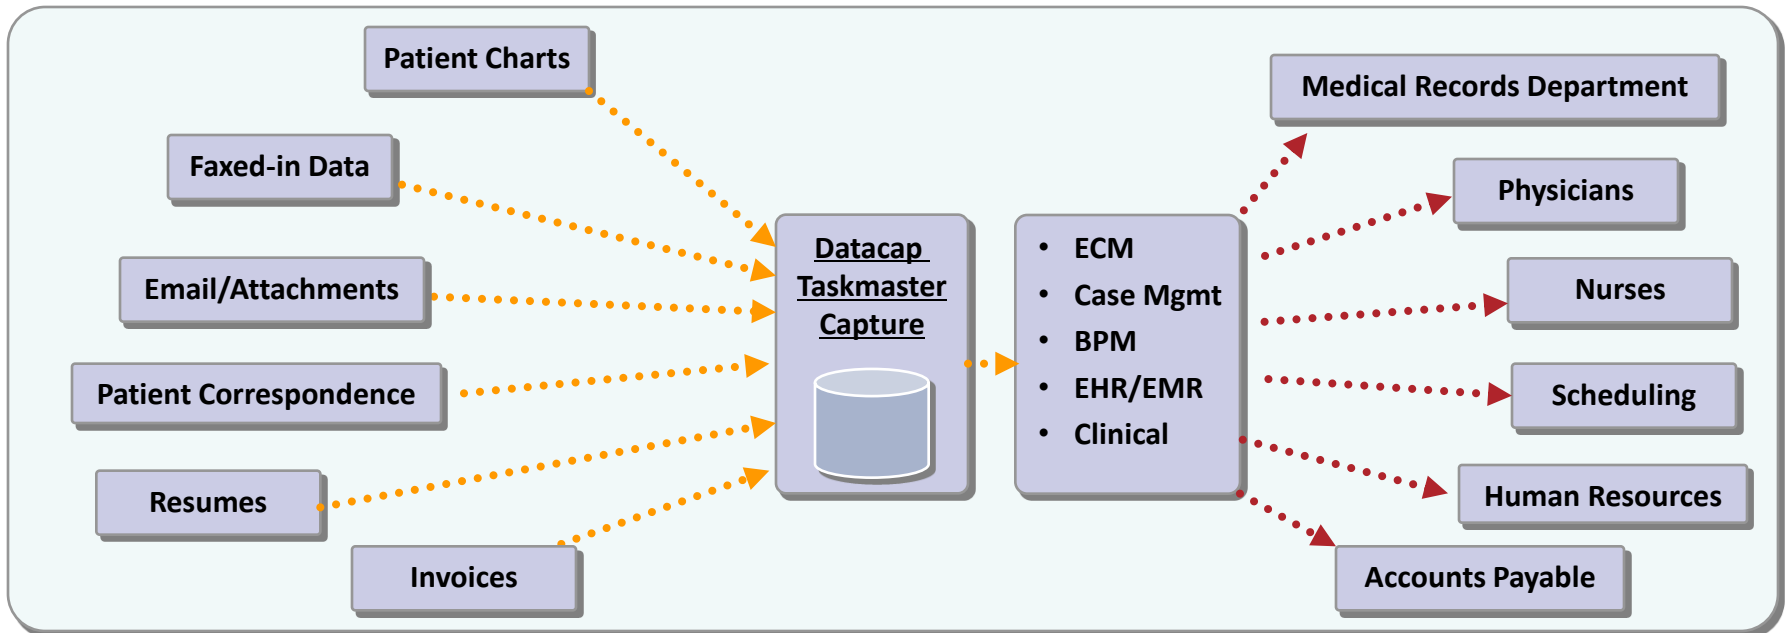 Patient Charts
Faxed-in Data
Email/Attachments
Patient Correspondence
Resumes
Invoices
Datacap
Taskmaster
Capture
• ECM
• Case Mgmt
• BPM
• EHR/EMR
• Clinical
Medical Records Department
Physicians
Nurses
Scheduling
Human Resources
Accounts Payable